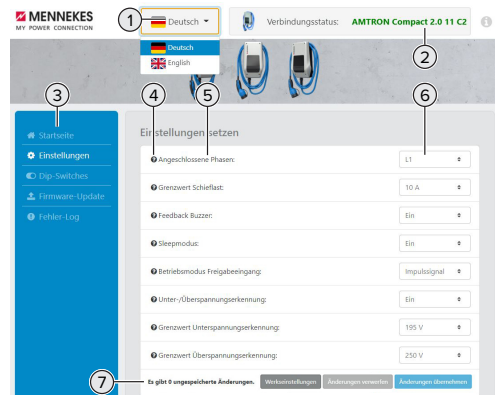 MENNEKES
MY POWER CONNECTION
1
Deutsch
Verbindungsstatus: AMTRON Compact 2.0 11 C2
Deutsch
English
2
3
4
5
6
Startseite
Einstellungen
Dip-Switches
Firmware-Update
Fehler-Log
Einstellungen setzen
Angeschlossene Phasen: L1
Grenzwert Schieflast: 10 A
Feedback Buzzer: Ein
Sleepmodus: Ein
Betriebsmodus Freigabeeingang: Impulssignal
Unter-/Überspannungserkennung: Ein
Grenzwert Unterspannungserkennung: 195 V
Grenzwert Überspannungserkennung: 250 V
7
Es gibt 0 ungespeicherte Änderungen. Werkseinstellungen Änderungen verwerfen Änderungen übernehmen